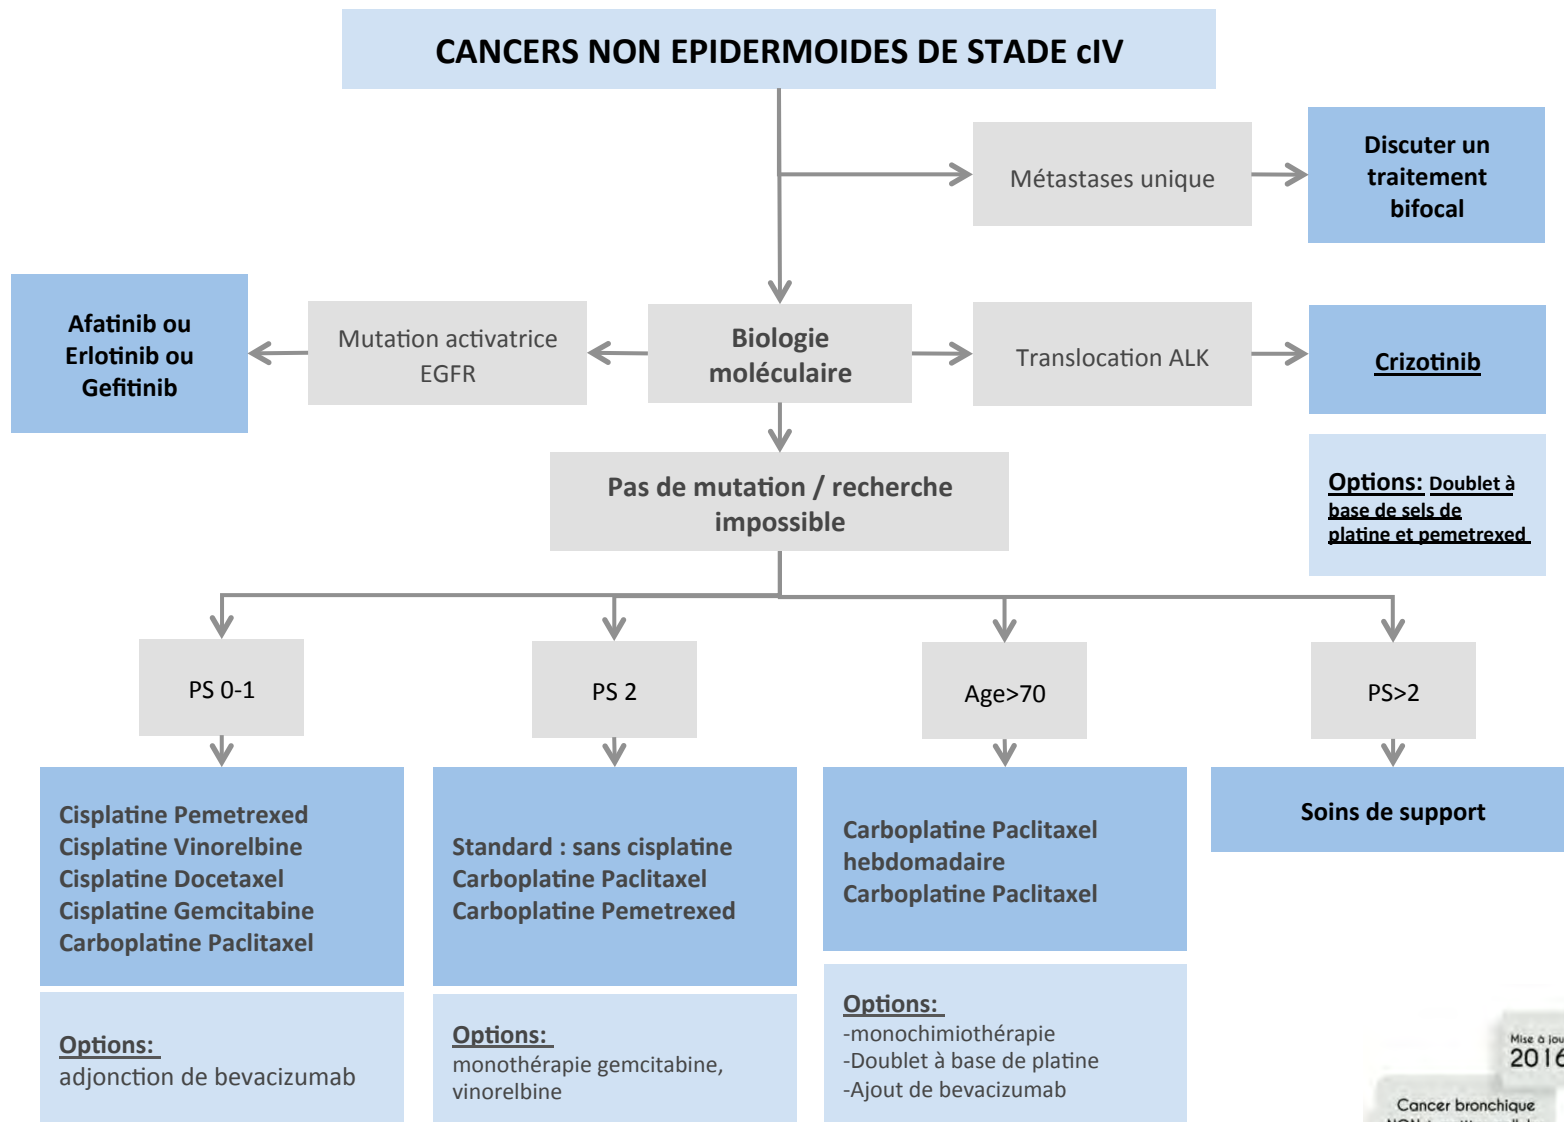 CANCERS NON EPIDERMOIDES DE STADE cIV
Métastases unique
Discuter un
traitement
bifocal
Afatinib ou
Erlotinib ou
Gefitinib
Mutation activatrice
EGFR
Biologie
moléculaire
Translocation ALK
Crizotinib
Options: Doublet à
base de sels de
platine et pemetrexed
Pas de mutation / recherche
impossible
PS 0-1
PS 2
Age>70
PS>2
Cisplatine Pemetrexed
Cisplatine Vinorelbine
Cisplatine Docetaxel
Cisplatine Gemcitabine
Carboplatine Paclitaxel
Standard : sans cisplatine
Carboplatine Paclitaxel
Carboplatine Pemetrexed
Carboplatine Paclitaxel
hebdomadaire
Carboplatine Paclitaxel
Soins de support
Options:
adjonction de bevacizumab
Options:
monothérapie gemcitabine,
vinorelbine
Options:
-monochimiothérapie
-Doublet à base de platine
-Ajout de bevacizumab
Mise à jou
2016
Cancer bronchique